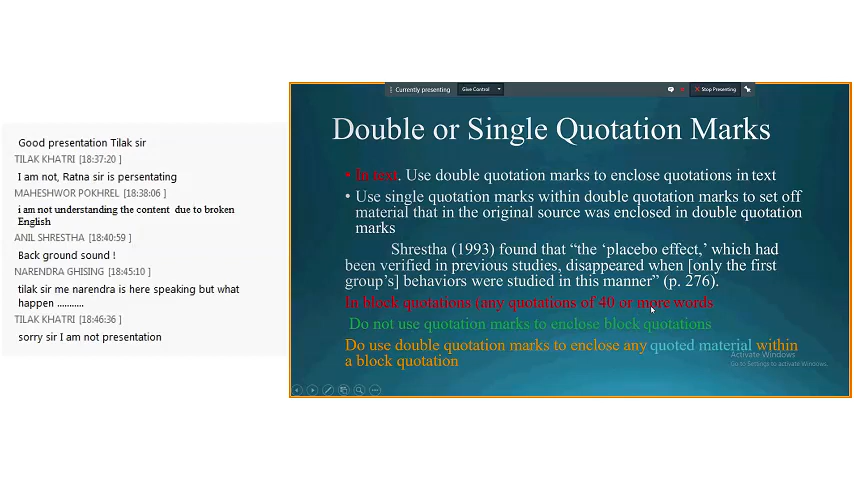 Good presentation Tilak sir
TILAK KHATRI [18:37:20 ]
I am not, Ratna sir is persentating
MAHESHWOR POKHREL [18:38:06 ]
i am not understanding the content due to broken
English
ANIL SHRESTHA [18:40:59 ]
Back ground sound !
NARENDRA GHISING [18:45:10 ]
tilak sir me narendra is here speaking but what
happen ...........
TILAK KHATRI [18:46:36 ]
sorry sir I am not presentation
Currently presenting Give Control Stop Presenting
Double or Single Quotation Marks
• In text. Use double quotation marks to enclose quotations in text
• Use single quotation marks within double quotation marks to set off
material that in the original source was enclosed in double quotation
marks
Shrestha (1993) found that “the ‘placebo effect,’ which had
been verified in previous studies, disappeared when [only the first
group’s] behaviors were studied in this manner” (p. 276).
In block quotations (any quotations of 40 or more words
Do not use quotation marks to enclose block quotations
Do use double quotation marks to enclose any quoted material within
a block quotation
Activate Windows
Go to Settings to activate Windows.